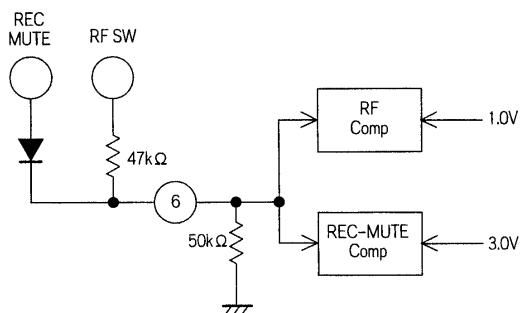 REC
MUTE
RF SW
47kΩ
6
50kΩ
RF
Comp
1.0V
REC-MUTE
Comp
3.0V